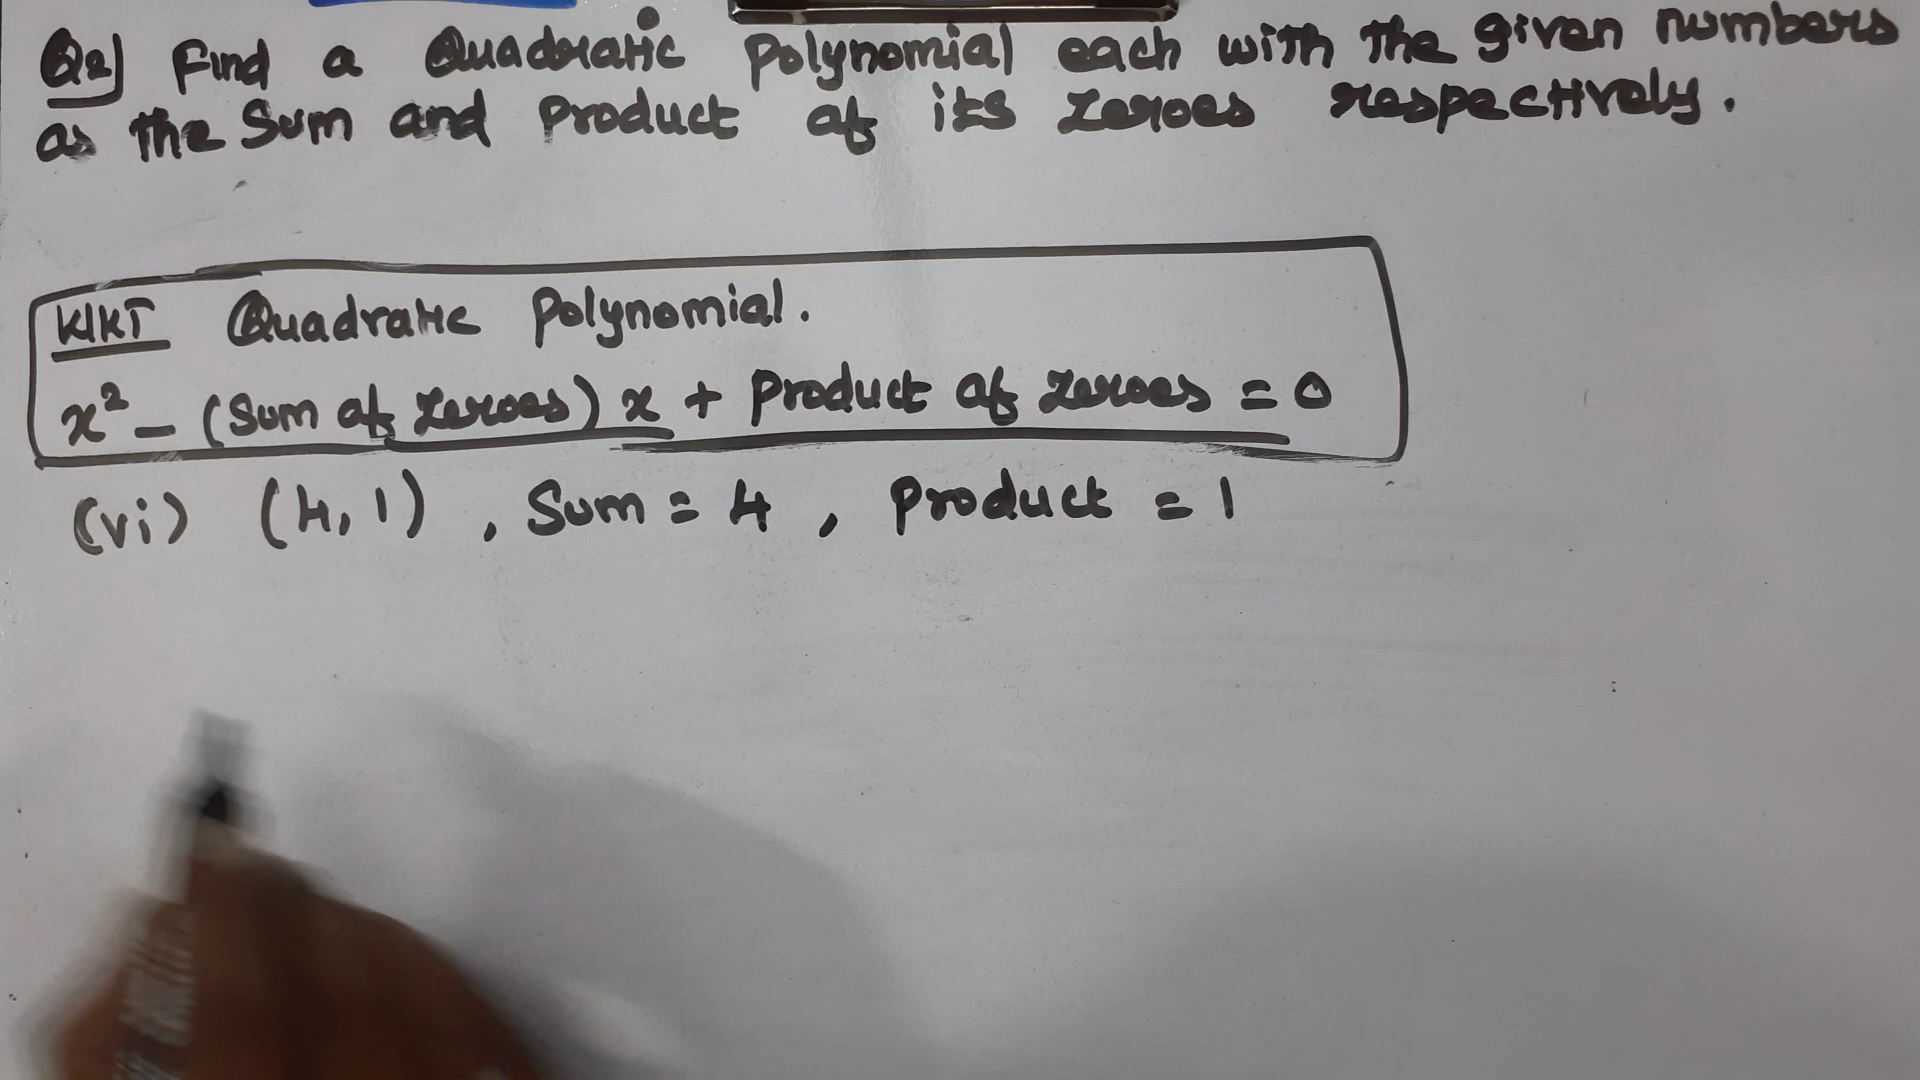 Q2) Find a Quadratic Polynomial each with the given numbers
as the Sum and Product of its zeroes respectively.
KIKT Quadratic Polynomial.
x² - (Sum of zeroes) x + Product of zeroes = 0
(vi) (4, 1) , Sum = 4 , Product = 1